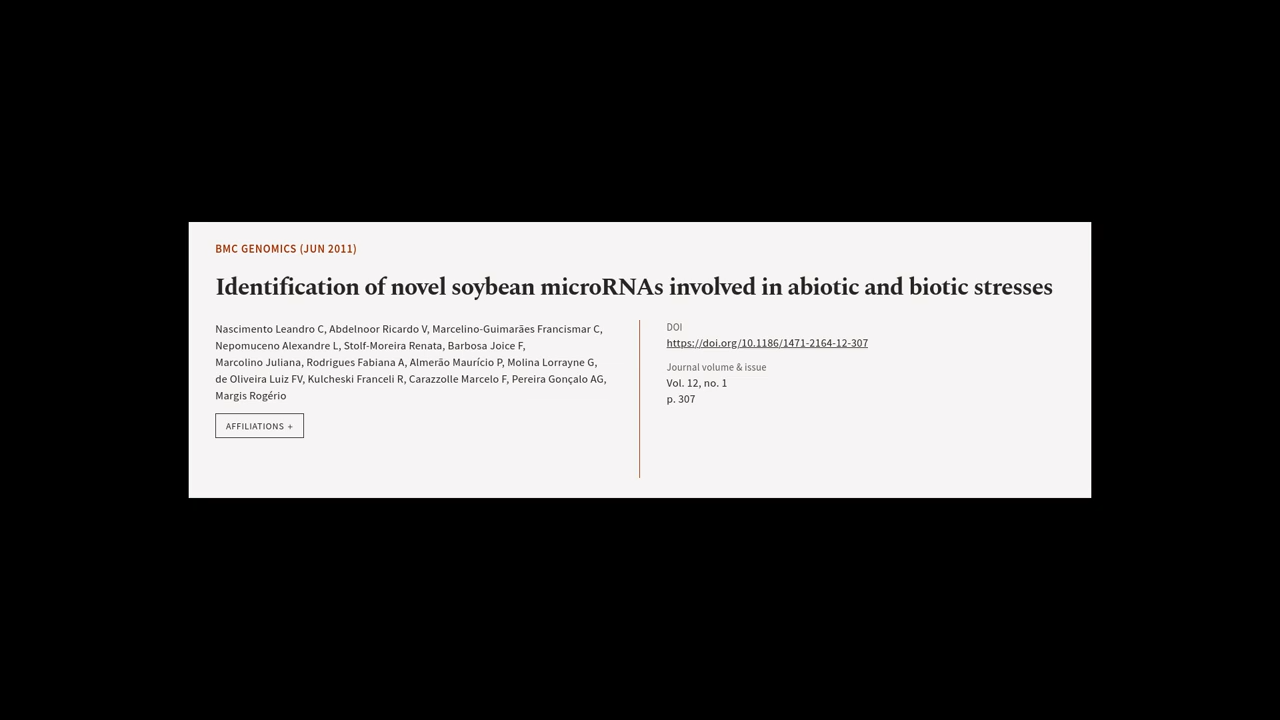 BMC GENOMICS (JUN 2011)
Identification of novel soybean microRNAs involved in abiotic and biotic stresses
Nascimento Leandro C, Abdelnoor Ricardo V, Marcelino-Guimarães Francismar C,
Nepomuceno Alexandre L, Stolf-Moreira Renata, Barbosa Joice F,
Marcolino Juliana, Rodrigues Fabiana A, Almerão Maurício P, Molina Lorrayne G,
de Oliveira Luiz FV, Kulcheski Franceli R, Carazzolle Marcelo F, Pereira Gonçalo AG,
Margis Rogério
AFFILIATIONS +
DOI
https://doi.org/10.1186/1471-2164-12-307
Journal volume & issue
Vol. 12, no. 1
p. 307